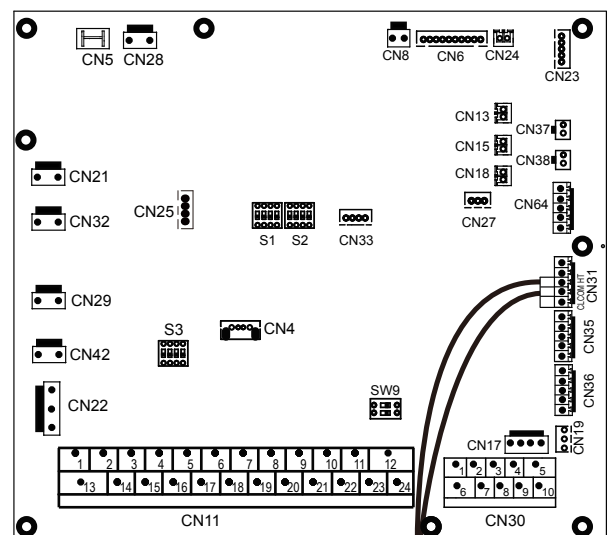 CN5
CN28
CN8
CN6
CN24
CN23
CN13
CN37
CN15
CN38
CN18
CN21
CN25
CN27
CN64
CN32
S1
S2
CN33
CL COM HT
CN31
CN29
CN4
CN35
S3
CN42
CN36
SW9
CN22
CN17
CN19
1 2 3 4 5 6 7 8 9 10 11 12
13 14 15 16 17 18 19 20 21 22 23 24
CN11
1 2 3 4 5
6 7 8 9 10
CN30